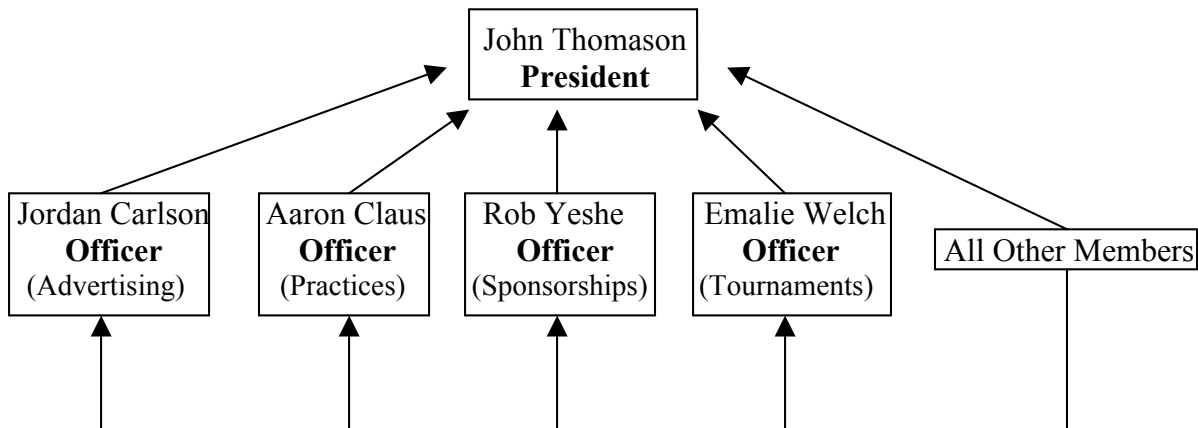 John Thomason
President
Jordan Carlson
Officer
(Advertising)
Aaron Claus
Officer
(Practices)
Rob Yeshe
Officer
(Sponsorships)
Emalie Welch
Officer
(Tournaments)
All Other Members